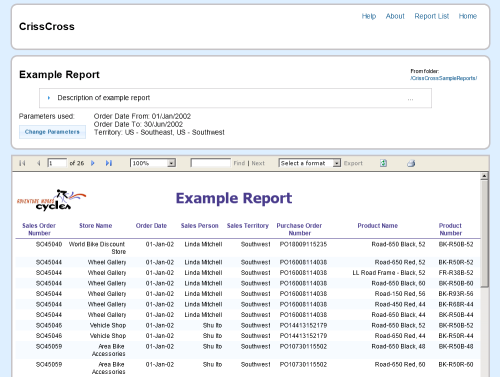 Help About Report List Home
CrissCross
Example Report
From folder:
/CrissCrossSampleReports/
Description of example report ...
Parameters used: Order Date From: 01/Jan/2002
Order Date To: 30/Jun/2002
Territory: US - Southeast, US - Southwest
Change Parameters
1 of 26 100% Find | Next Select a format Export
ADVENTURE WORKS
cycles
Example Report
Sales Order Number Store Name Order Date Sales Person Sales Territory Purchase Order Number Product Name Product Number
SO45040 World Bike Discount Store 01-Jan-02 Linda Mitchell Southwest PO18009115235 Road-650 Black, 52 BK-R50B-52
SO45044 Wheel Gallery 01-Jan-02 Linda Mitchell Southwest PO16008114038 Road-650 Red, 52 BK-R50R-52
SO45044 Wheel Gallery 01-Jan-02 Linda Mitchell Southwest PO16008114038 LL Road Frame - Black, 52 FR-R38B-52
SO45044 Wheel Gallery 01-Jan-02 Linda Mitchell Southwest PO16008114038 Road-650 Black, 60 BK-R50B-60
SO45044 Wheel Gallery 01-Jan-02 Linda Mitchell Southwest PO16008114038 Road-150 Red, 56 BK-R93R-56
SO45044 Wheel Gallery 01-Jan-02 Linda Mitchell Southwest PO16008114038 Road-450 Red, 44 BK-R68R-44
SO45044 Wheel Gallery 01-Jan-02 Linda Mitchell Southwest PO16008114038 Road-650 Red, 44 BK-R50R-44
SO45046 Vehicle Shop 01-Jan-02 Shu Ito Southwest PO14413152179 Road-650 Black, 52 BK-R50B-52
SO45046 Vehicle Shop 01-Jan-02 Shu Ito Southwest PO14413152179 Road-650 Red, 44 BK-R50R-44
SO45059 Area Bike Accessories 01-Jan-02 Shu Ito Southwest PO10730115502 Road-650 Black, 48 BK-R50B-48
SO45059 Area Bike Accessories 01-Jan-02 Shu Ito Southwest PO10730115502 Road-650 Red, 60 BK-R50R-60